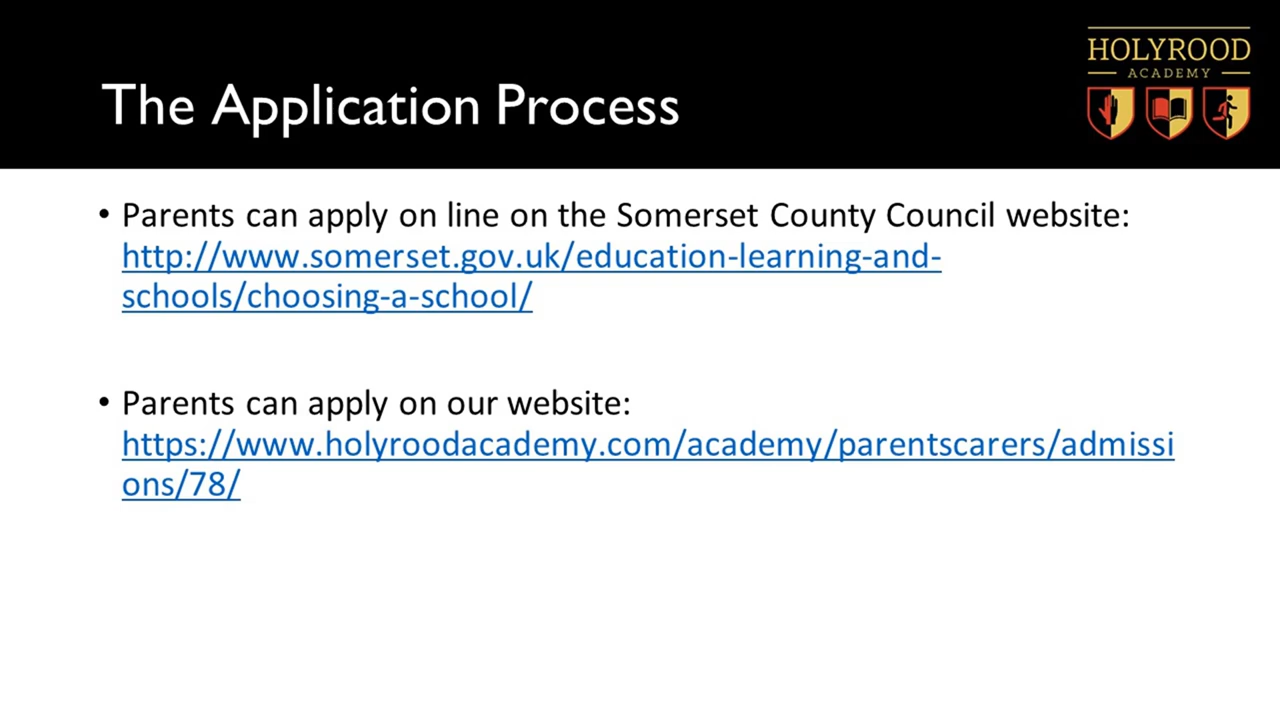 The Application Process
HOLYROOD
ACADEMY
• Parents can apply on line on the Somerset County Council website:
http://www.somerset.gov.uk/education-learning-and-
schools/choosing-a-school/
• Parents can apply on our website:
https://www.holyroodacademy.com/academy/parentscarers/admissi
ons/78/